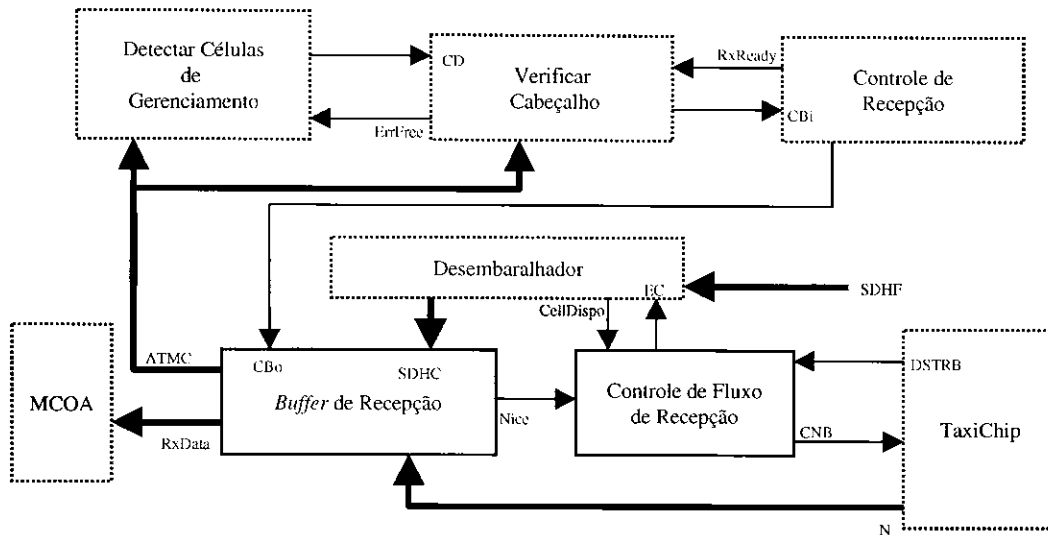 Detectar Células
de
Gerenciamento
CD
ErrFree
Verificar
Cabeçalho
RxReady
CBi
Controle de
Recepção
Desembaralhador
EC
CellDispo
SDHF
MCOA
ATMC
RxData
CBo
SDHC
Buffer de Recepção
Nice
Controle de Fluxo
de Recepção
DSTRB
CNB
TaxiChip
N